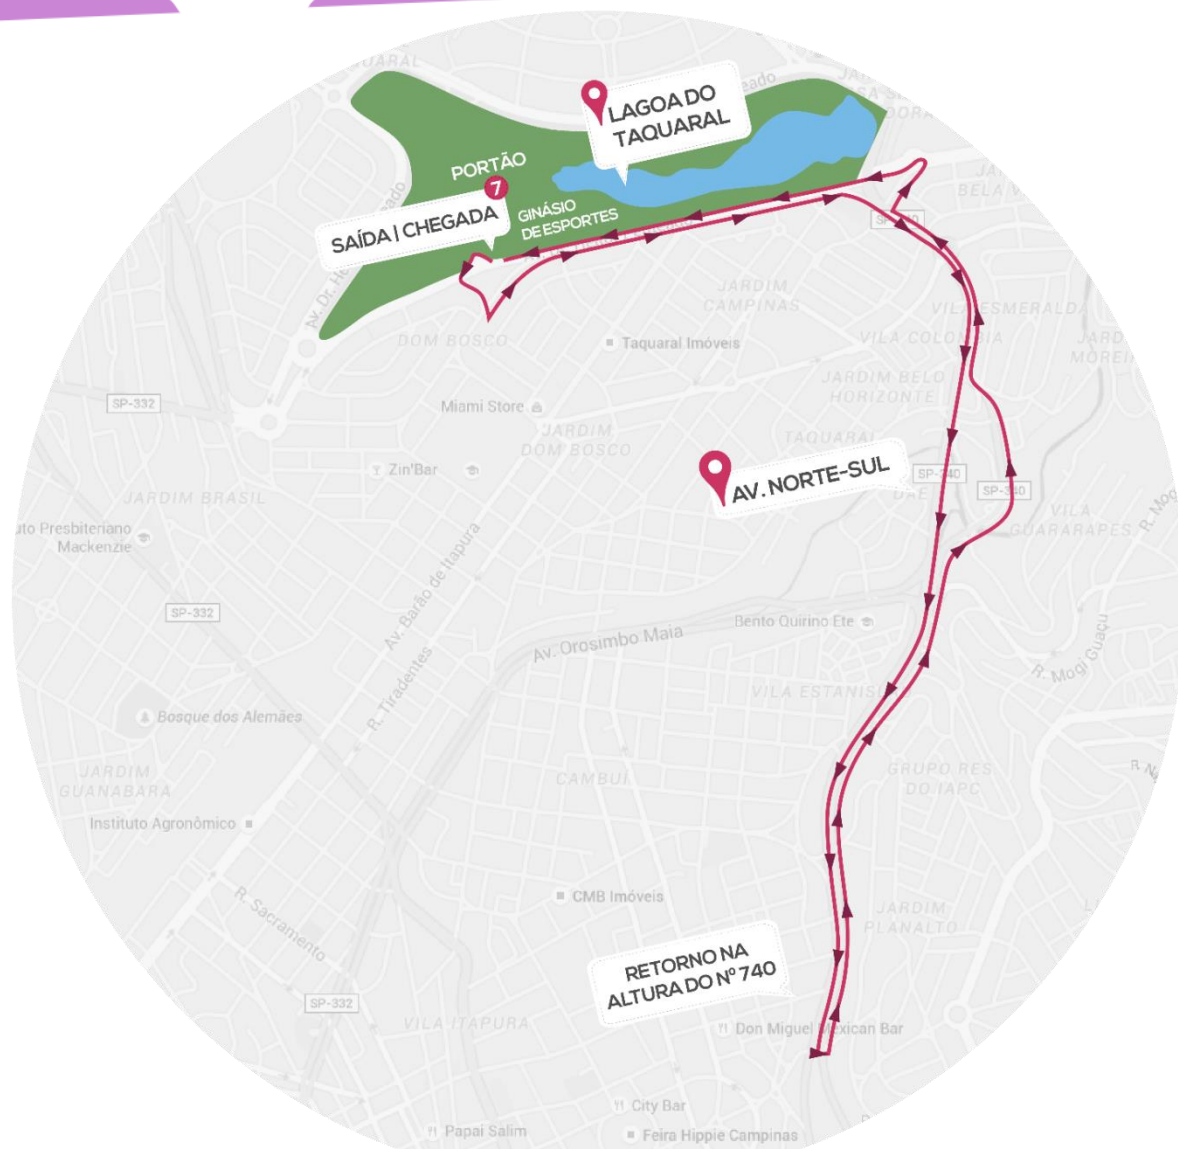 LAGOA DO
TAQUARAL
PORTÃO
7
SAÍDA | CHEGADA
GINÁSIO
DE ESPORTES
SP-340
JARDIM
CAMPINAS
DOM BOSCO
Taquaral Imóveis
VILA ESMERALDA
JARDIM BELO
HORIZONTE
SP-332
Miami Store
JARDIM
DOM BOSCO
TAQUARAL
Zin'Bar
AV. NORTE-SUL
SP-340
SP-340
JARDIM BRASIL
VILA
GUARARAPES
Presbiteriano
Mackenzie
Av. Barão de Itapura
SP-332
Av. Orosimbo Maia
Bento Quirino Ete
R. Mogi Guaçu
R. Tiradentes
Bosque dos Alemães
JARDIM
GUANABARA
CAMBUÍ
GRUPO RES.
DO IAPC
Instituto Agronômico
R. Sacramento
CMB Imóveis
JARDIM
PLANALTO
RETORNO NA
ALTURA DO Nº 740
SP-332
VILA ITAPURA
Don Miguel Mexican Bar
City Bar
Papai Salim
Feira Hippie Campinas